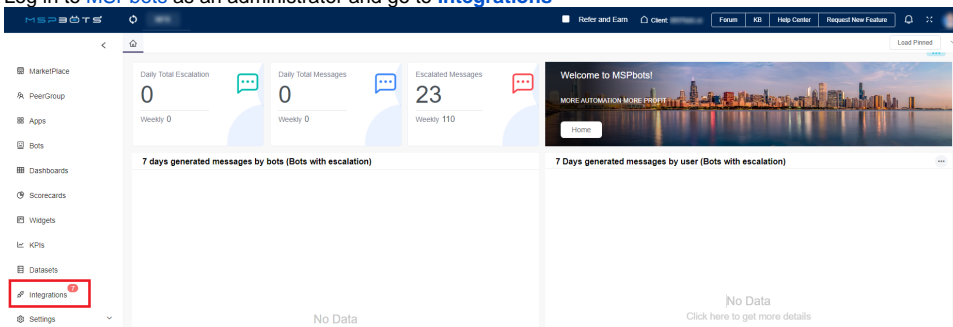 Log in to MSPbots as an administrator and go to Integrations
MSPBOTS
Refer and Earn
Client
Forum
KB
Help Center
Request New Feature
Load Pinned
MarketPlace
PeerGroup
Apps
Bots
Dashboards
Scorecards
Widgets
KPIs
Datasets
Integrations
7
Settings
Daily Total Escalation
0
Weekly 0
Daily Total Messages
0
Weekly 0
Escalated Messages
23
Weekly 110
Welcome to MSPbots!
MORE AUTOMATION MORE PROFIT
Home
7 days generated messages by bots (Bots with escalation)
No Data
7 Days generated messages by user (Bots with escalation)
No Data
Click here to get more details